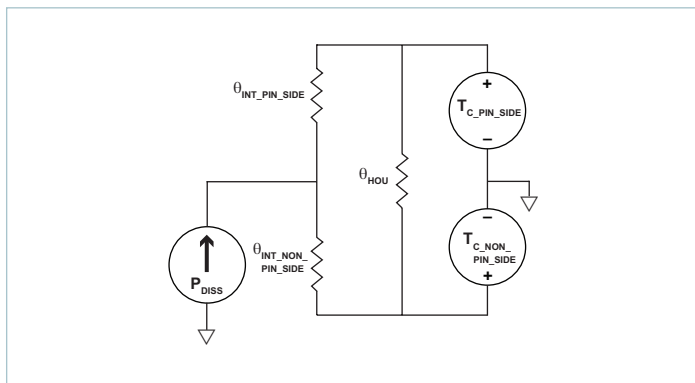 θINT_PIN_SIDE
+
TC_PIN_SIDE
−
θHOU
−
TC_NON_
PIN_SIDE
+
θINT_NON_
PIN_SIDE
PDISS